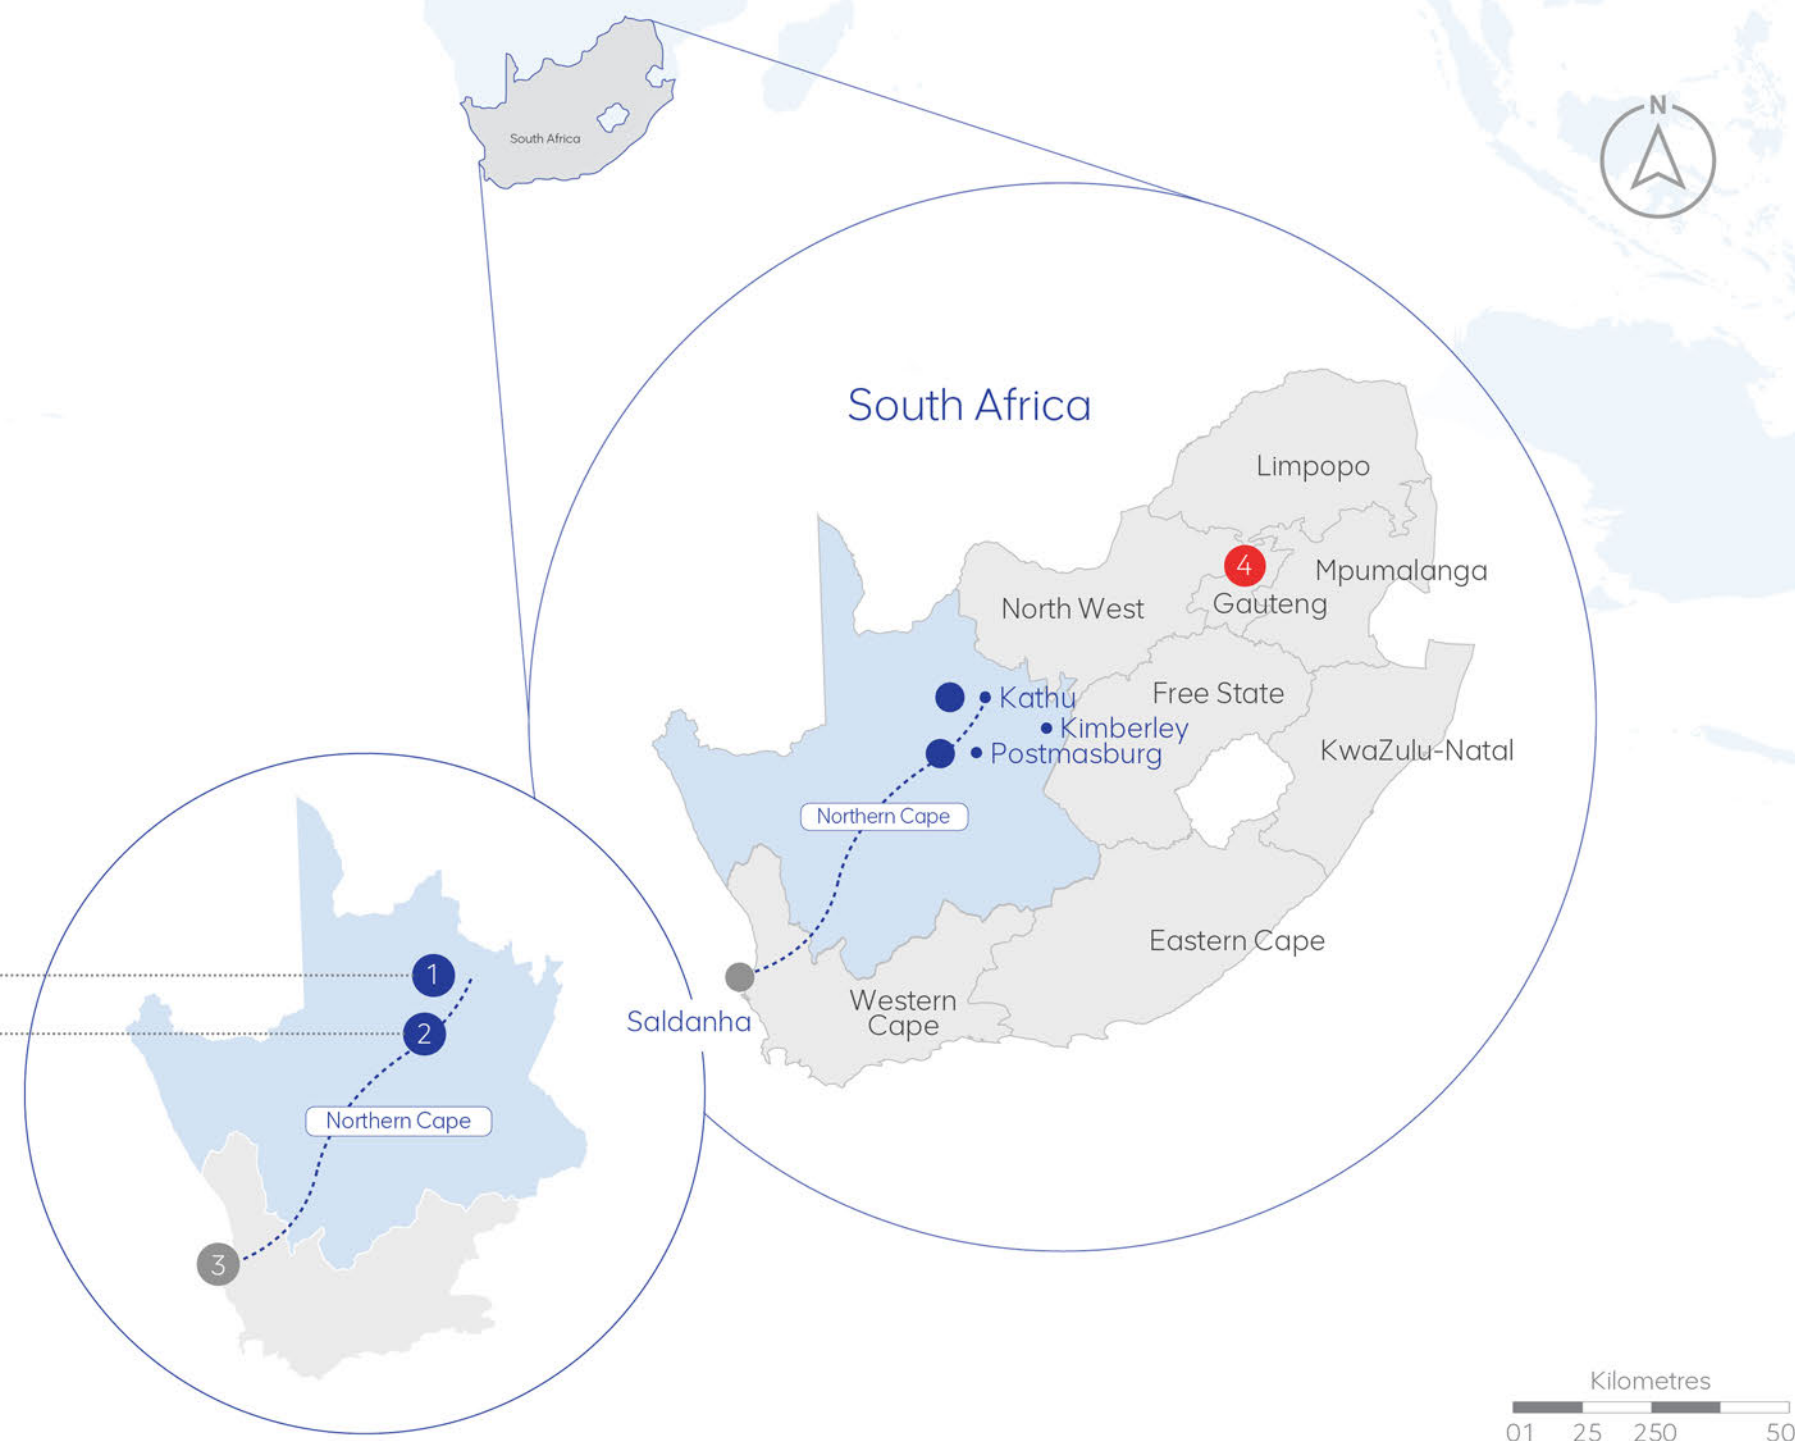 South Africa
N
South Africa
Limpopo
4
Mpumalanga
North West
Gauteng
Kathu
Free State
Kimberley
Postmasburg
KwaZulu-Natal
Northern Cape
Eastern Cape
Western
Cape
Saldanha
1
2
Northern Cape
3
Kilometres
01 25 250 50